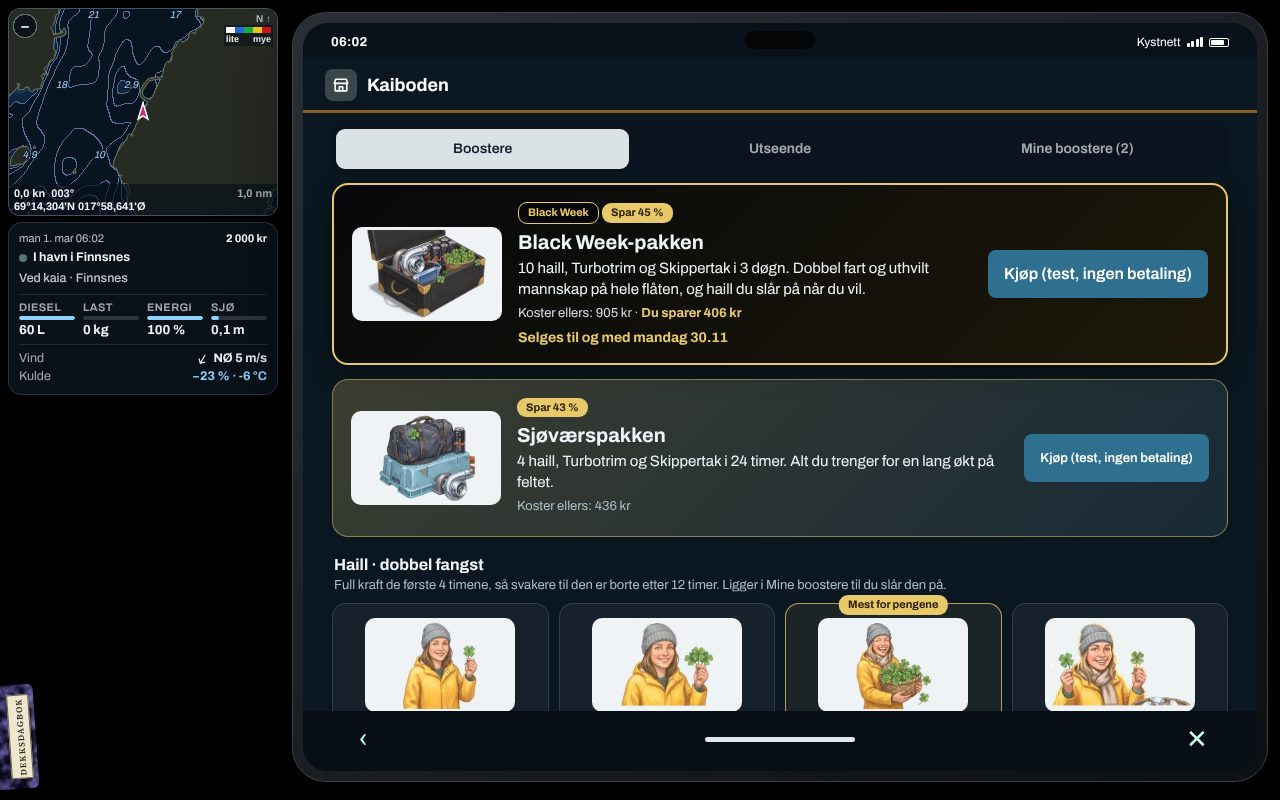 21
17
N ↑
lite mye
18
2,9
4,9
10
0,0 kn 003°
1,0 nm
69°14,304'N 017°58,641'Ø
man 1. mar 06:02
2 000 kr
I havn i Finnsnes
Ved kaia · Finnsnes
DIESEL LAST ENERGI SJØ
60 L 0 kg 100 % 0,1 m
Vind ↙ NØ 5 m/s
Kulde −23 % · -6 °C
DEKKSDAGBOK
06:02
Kystnett
Kaiboden
Boostere
Utseende
Mine boostere (2)
Black Week
Spar 45 %
Black Week-pakken
10 haill, Turbotrim og Skippertak i 3 døgn. Dobbel fart og uthvilt
mannskap på hele flåten, og haill du slår på når du vil.
Koster ellers: 905 kr · Du sparer 406 kr
Selges til og med mandag 30.11
Kjøp (test, ingen betaling)
Spar 43 %
Sjøværspakken
4 haill, Turbotrim og Skippertak i 24 timer. Alt du trenger for en lang økt på
feltet.
Koster ellers: 436 kr
Kjøp (test, ingen betaling)
Haill · dobbel fangst
Full kraft de første 4 timene, så svakere til den er borte etter 12 timer. Ligger i Mine boostere til du slår den på.
Mest for pengene